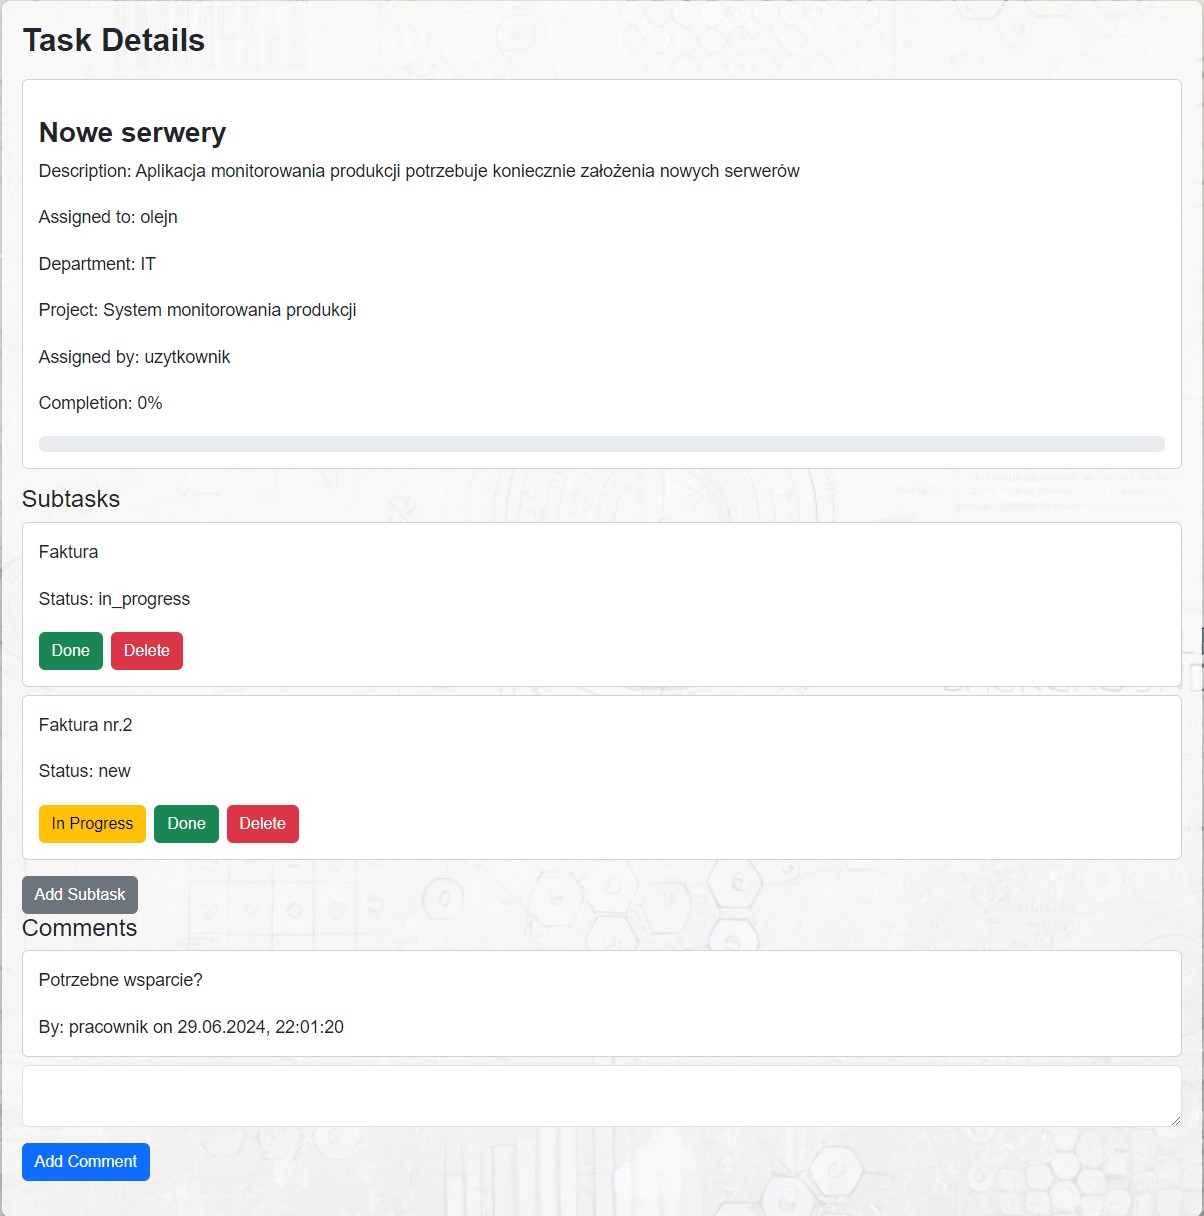 Task Details
Nowe serwery
Description: Aplikacja monitorowania produkcji potrzebuje koniecznie założenia nowych serwerów
Assigned to: olejn
Department: IT
Project: System monitorowania produkcji
Assigned by: uzytkownik
Completion: 0%
Subtasks
Faktura
Status: in_progress
Done Delete
Faktura nr.2
Status: new
In Progress Done Delete
Add Subtask
Comments
Potrzebne wsparcie?
By: pracownik on 29.06.2024, 22:01:20
Add Comment